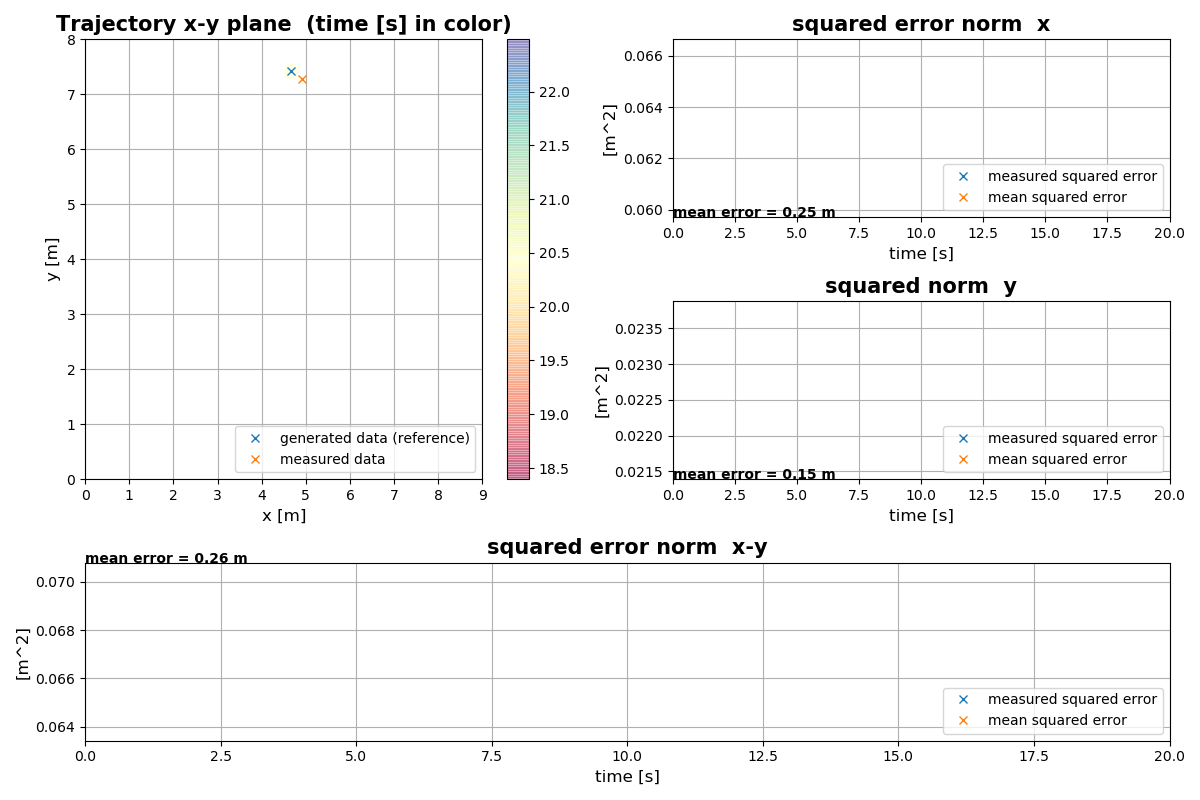 Trajectory x-y plane  (time [s] in color)
8
7
6
5
4
3
2
1
0
y [m]
0 1 2 3 4 5 6 7 8 9
x [m]
generated data (reference)
measured data
22.0
21.5
21.0
20.5
20.0
19.5
19.0
18.5
squared error norm  x
0.066
0.064
0.062
0.060
[m^2]
measured squared error
mean squared error
mean error = 0.25 m
0.0 2.5 5.0 7.5 10.0 12.5 15.0 17.5 20.0
time [s]
squared norm  y
0.0235
0.0230
0.0225
0.0220
0.0215
[m^2]
measured squared error
mean squared error
mean error = 0.15 m
0.0 2.5 5.0 7.5 10.0 12.5 15.0 17.5 20.0
time [s]
squared error norm  x-y
mean error = 0.26 m
0.070
0.068
0.066
0.064
[m^2]
measured squared error
mean squared error
0.0 2.5 5.0 7.5 10.0 12.5 15.0 17.5 20.0
time [s]